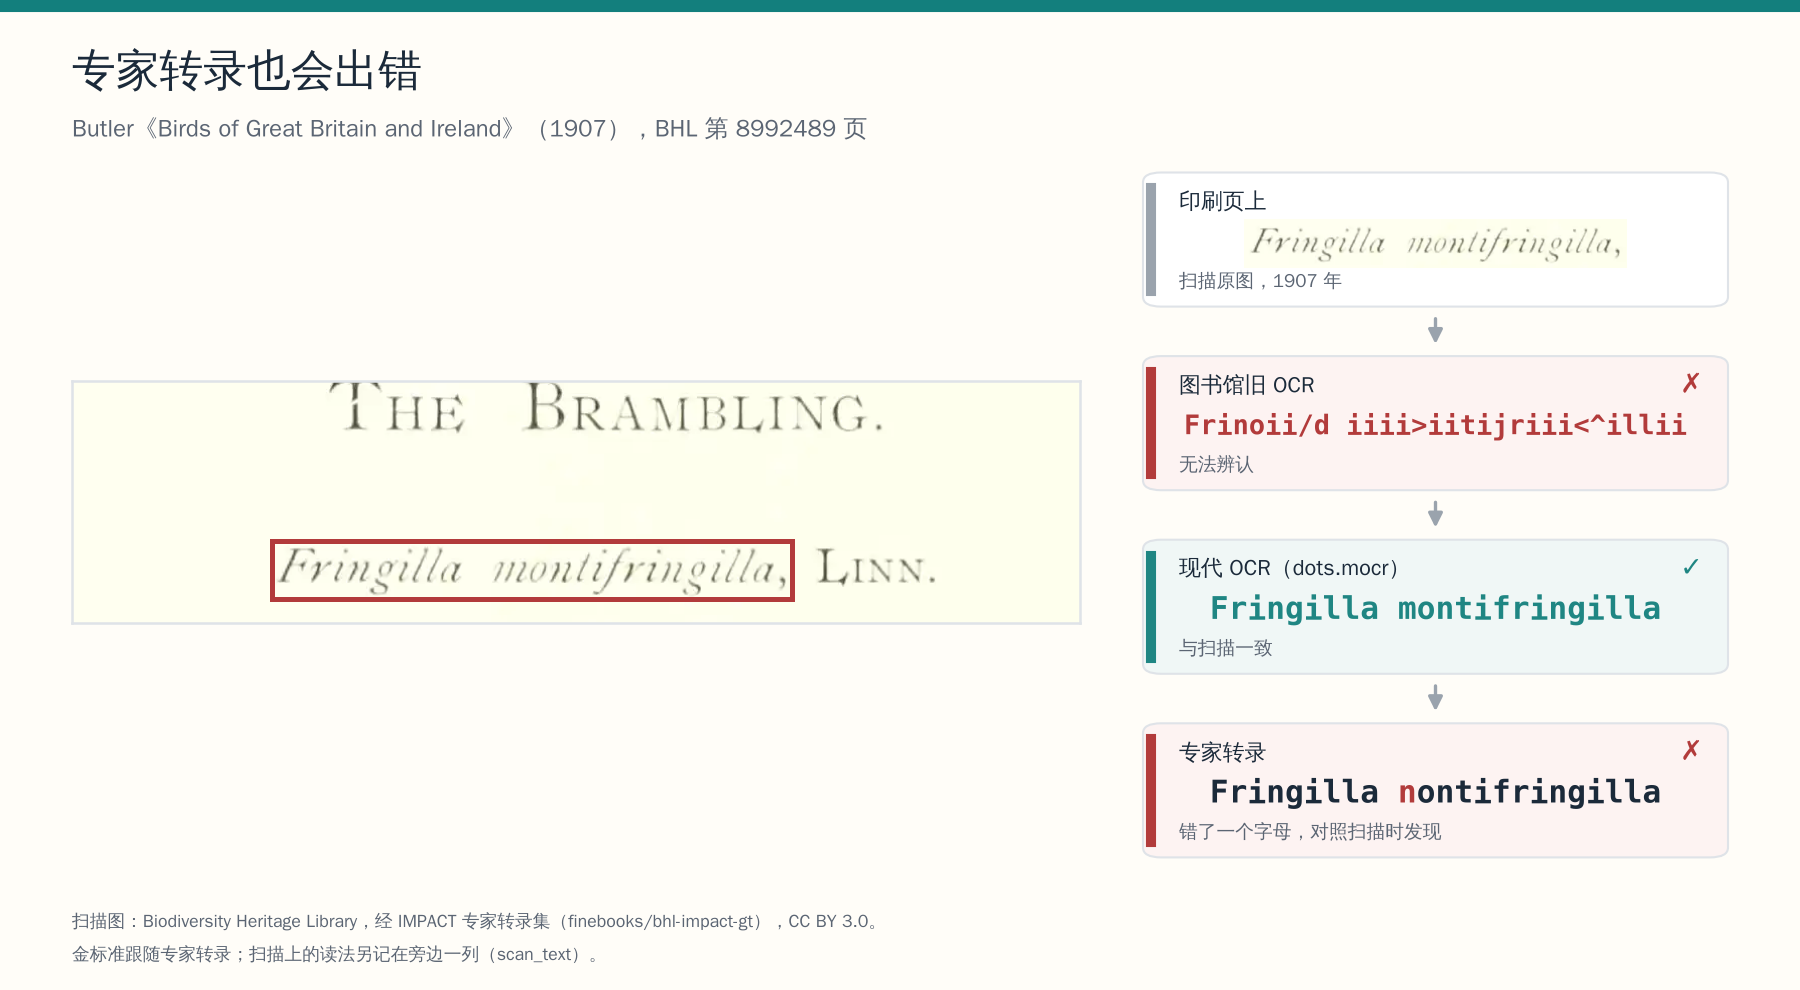 专家转录也会出错
Butler《Birds of Great Britain and Ireland》（1907），BHL 第 8992489 页
THE BRAMBLING.
Fringilla montifringilla, LINN.
印刷页上
Fringilla montifringilla,
扫描原图，1907 年
图书馆旧 OCR ✗
Frinoii/d iiii>iitijriii<^illii
无法辨认
现代 OCR（dots.mocr） ✓
Fringilla montifringilla
与扫描一致
专家转录 ✗
Fringilla nontifringilla
错了一个字母，对照扫描时发现
扫描图：Biodiversity Heritage Library，经 IMPACT 专家转录集（finebooks/bhl-impact-gt），CC BY 3.0。
金标准跟随专家转录；扫描上的读法另记在旁边一列（scan_text）。